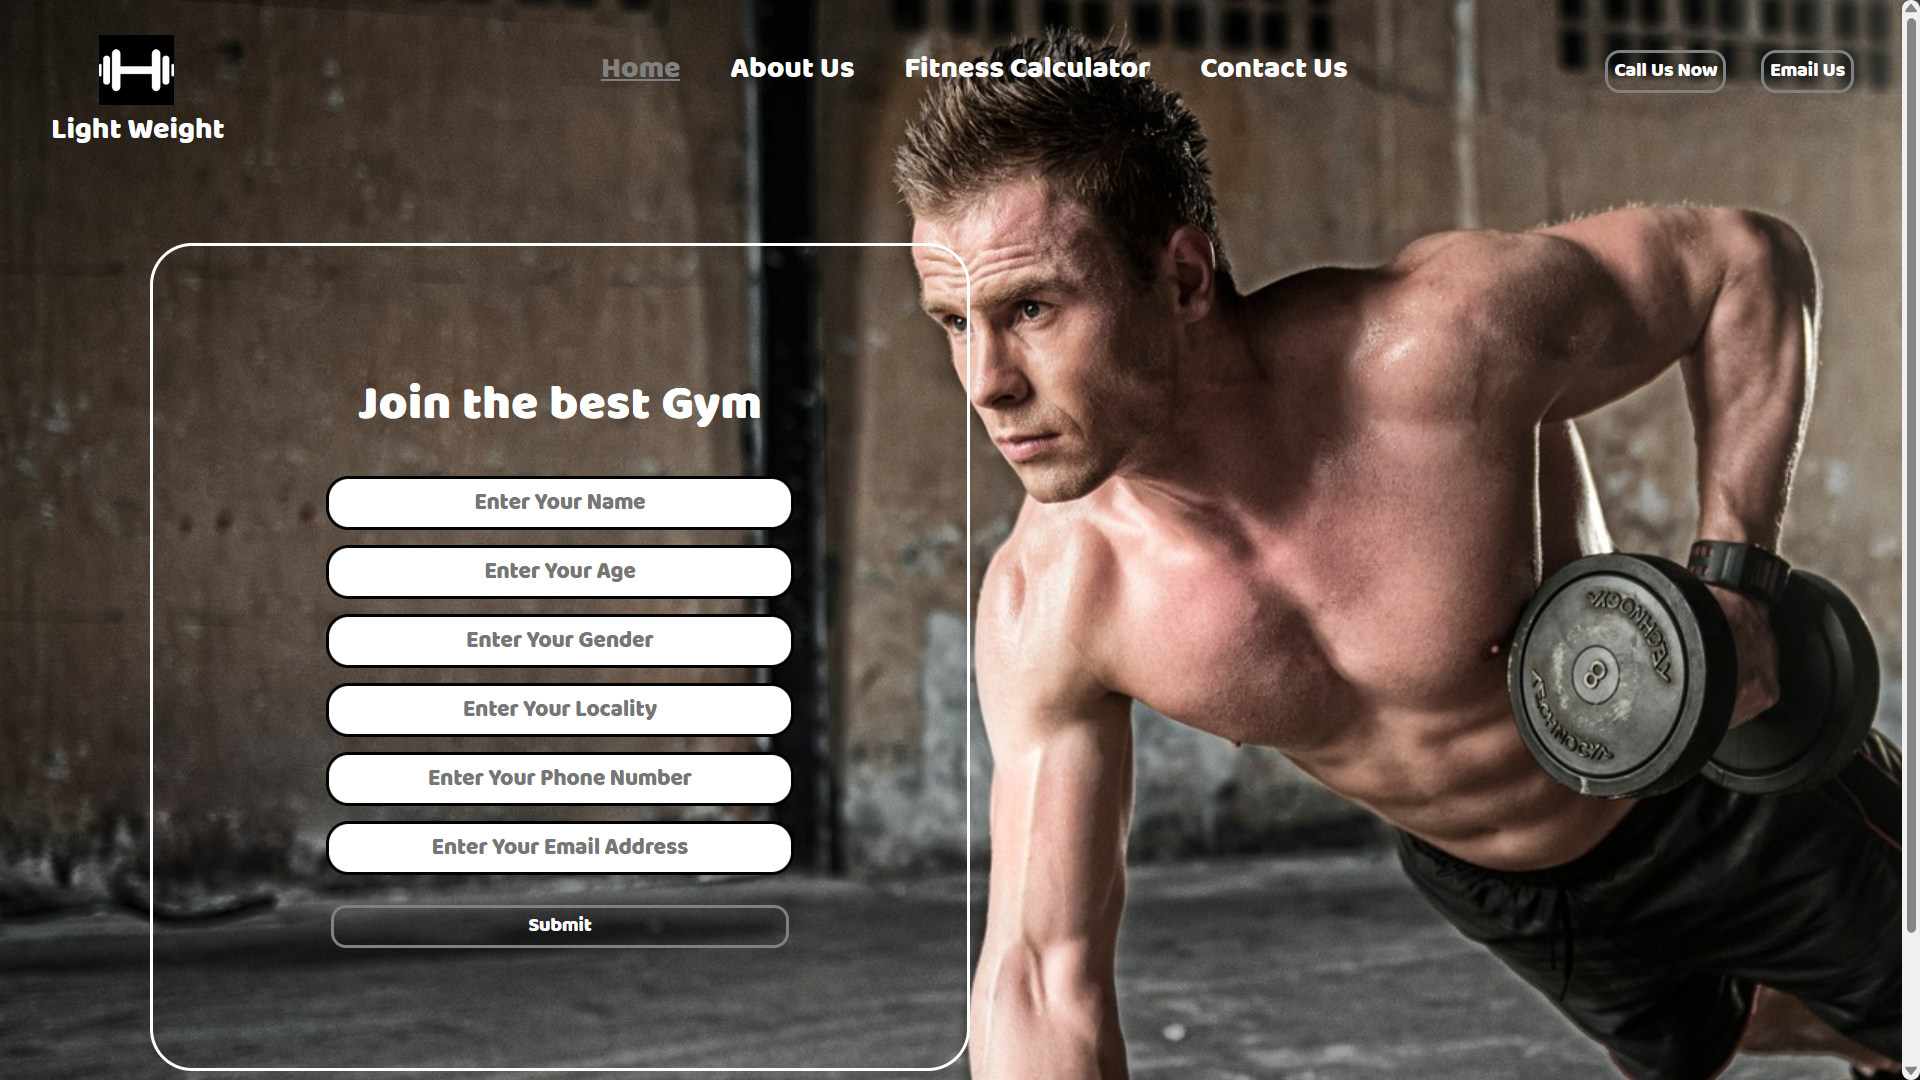 Home
About Us
Fitness Calculator
Contact Us
Call Us Now
Email Us
Light Weight
Join the best Gym
Enter Your Name
Enter Your Age
Enter Your Gender
Enter Your Locality
Enter Your Phone Number
Enter Your Email Address
Submit
TECHNOGYM
8
TECHNOGYM